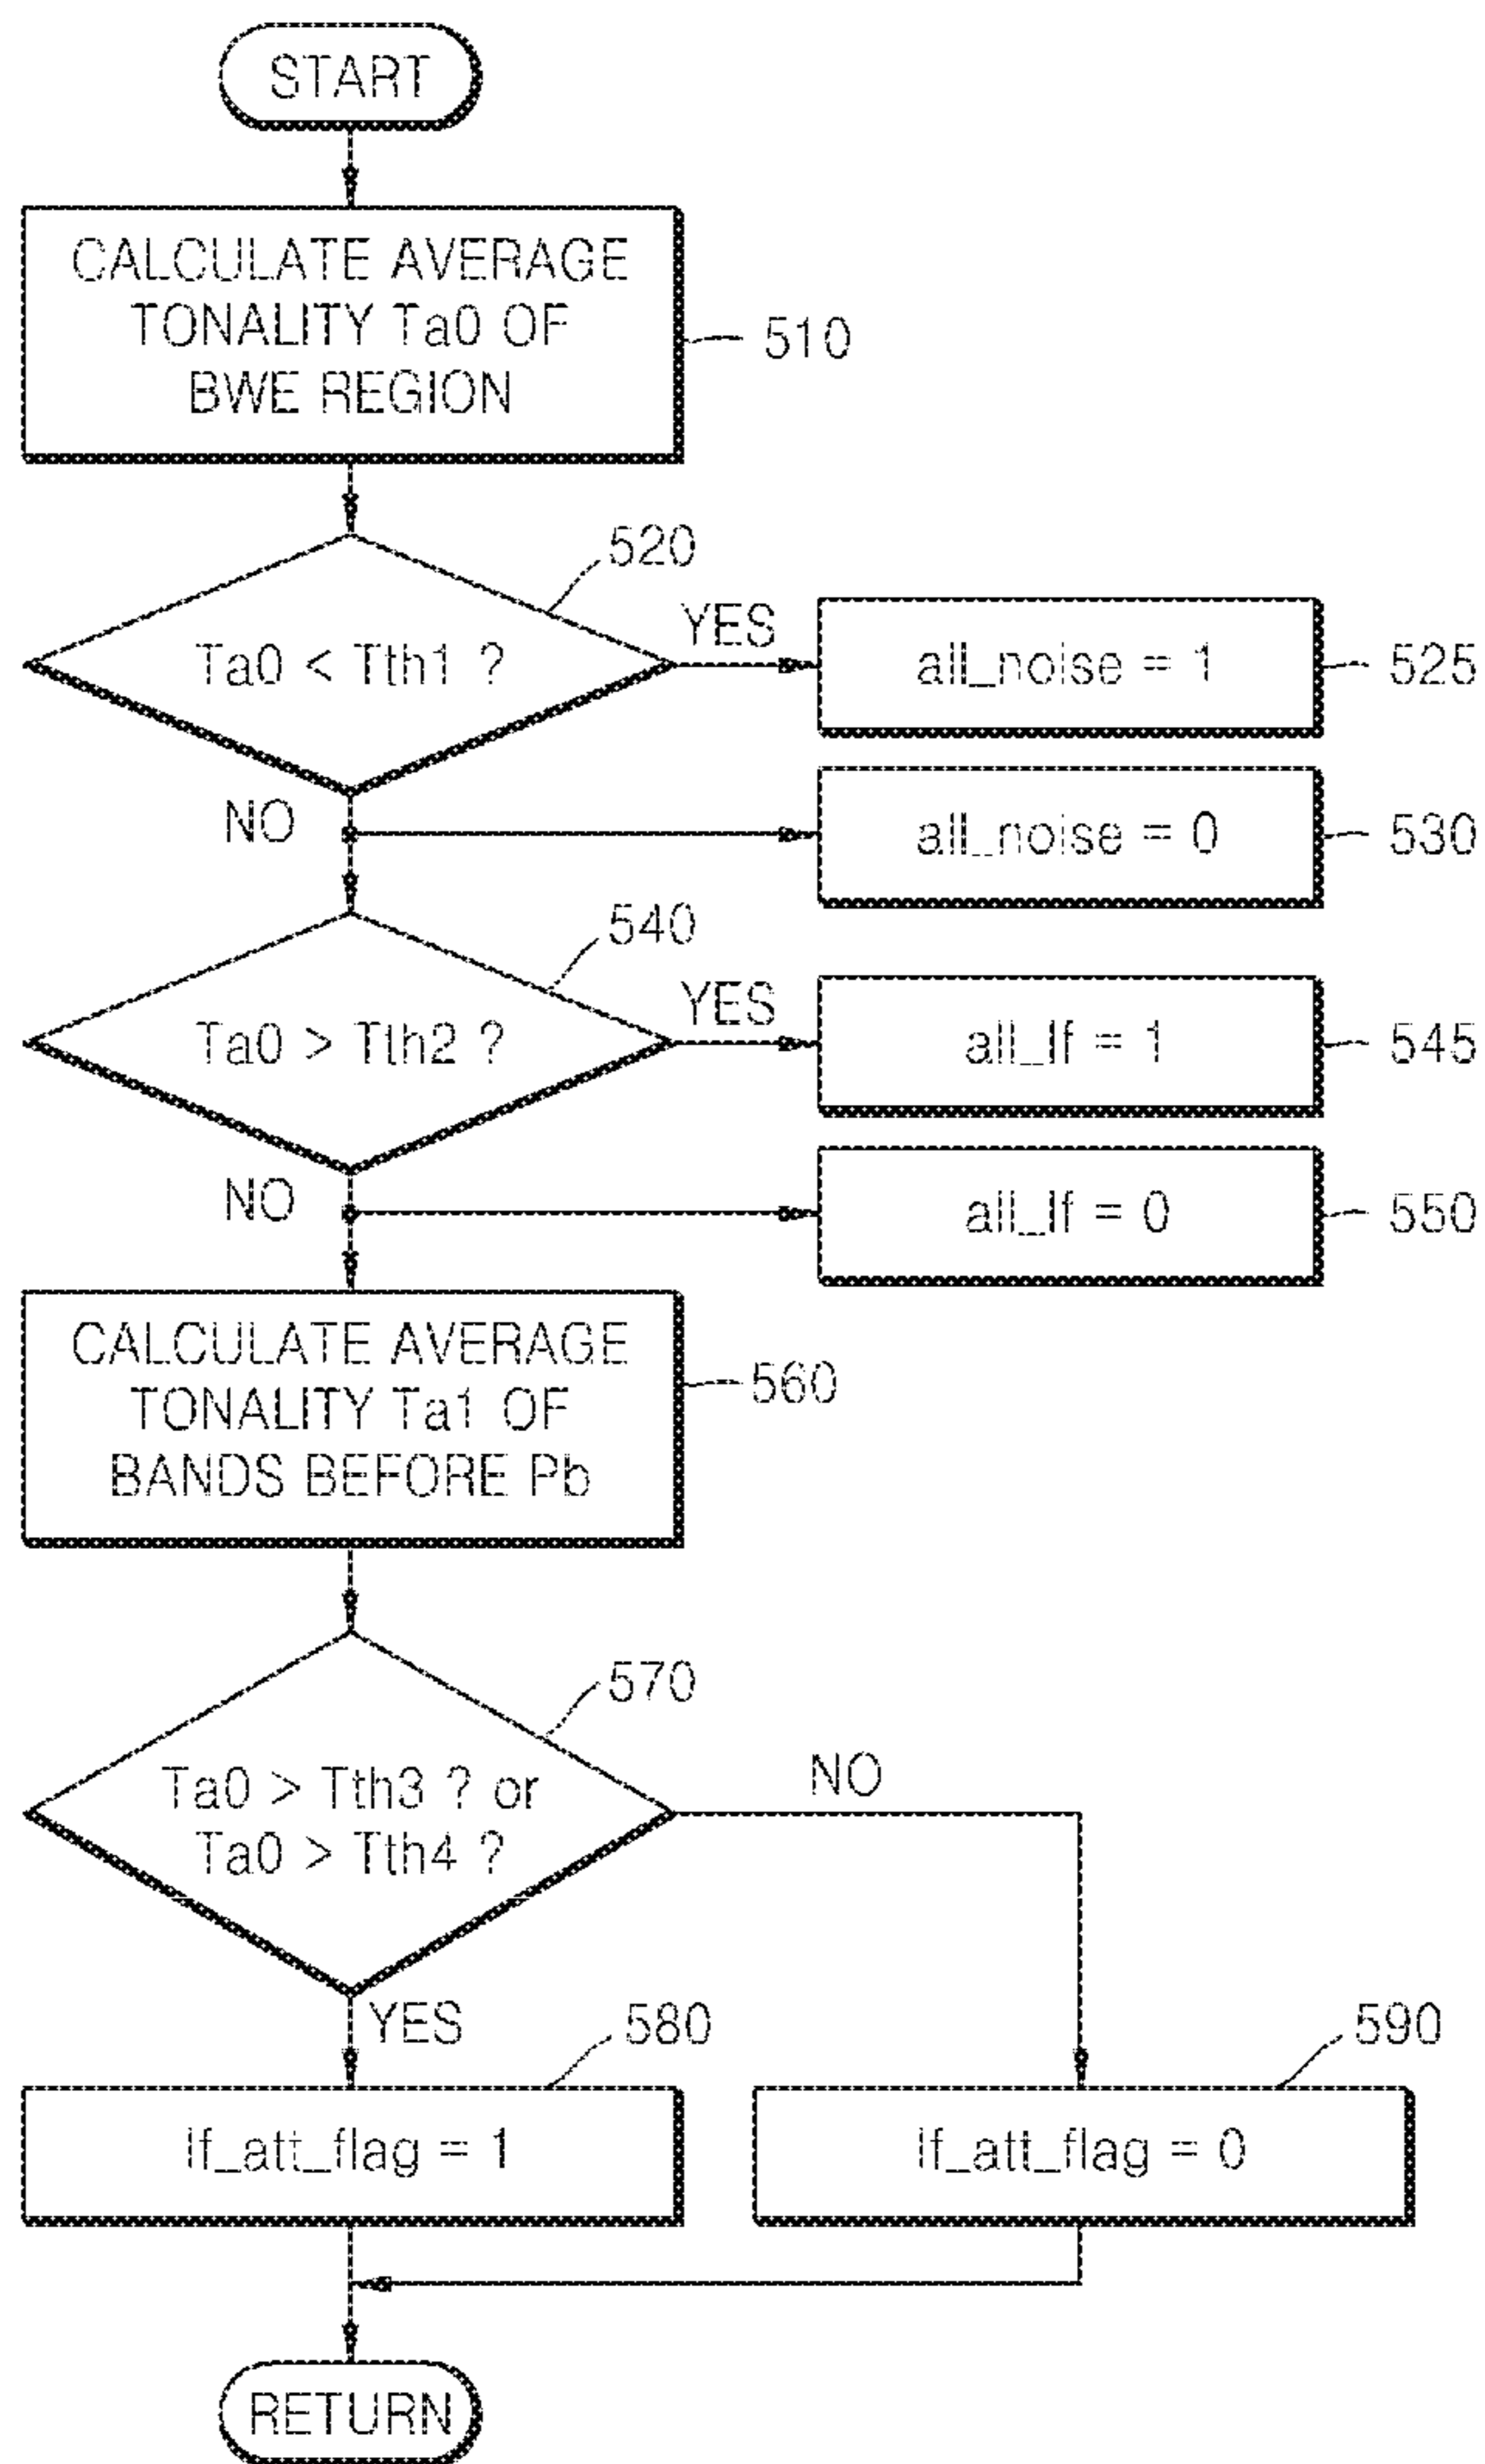 START
CALCULATE AVERAGE
TONALITY Ta0 OF
BWE REGION
510
520
Ta0 < Tth1 ?
YES
all_noise = 1
525
NO
all_noise = 0
530
540
Ta0 > Tth2 ?
YES
all_lf = 1
545
NO
all_lf = 0
550
CALCULATE AVERAGE
TONALITY Ta1 OF
BANDS BEFORE Pb
560
570
Ta0 > Tth3 ? or
Ta0 > Tth4 ?
NO
YES
580
590
lf_att_flag = 1
lf_att_flag = 0
RETURN